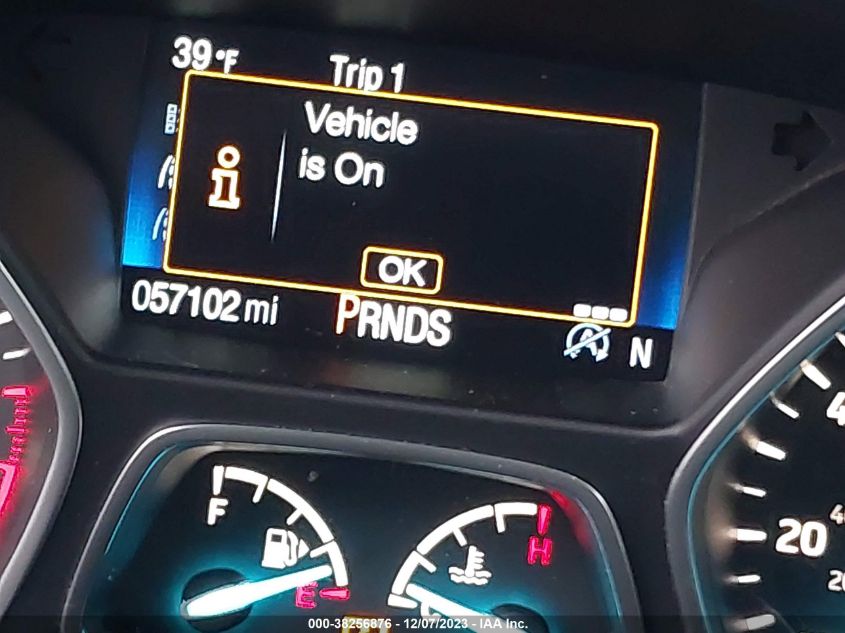 39°F Trip 1
Vehicle
is On
i
OK
057102 mi PRNDS N
F
E
H
20
000-38256876 - 12/07/2023 - IAA Inc.